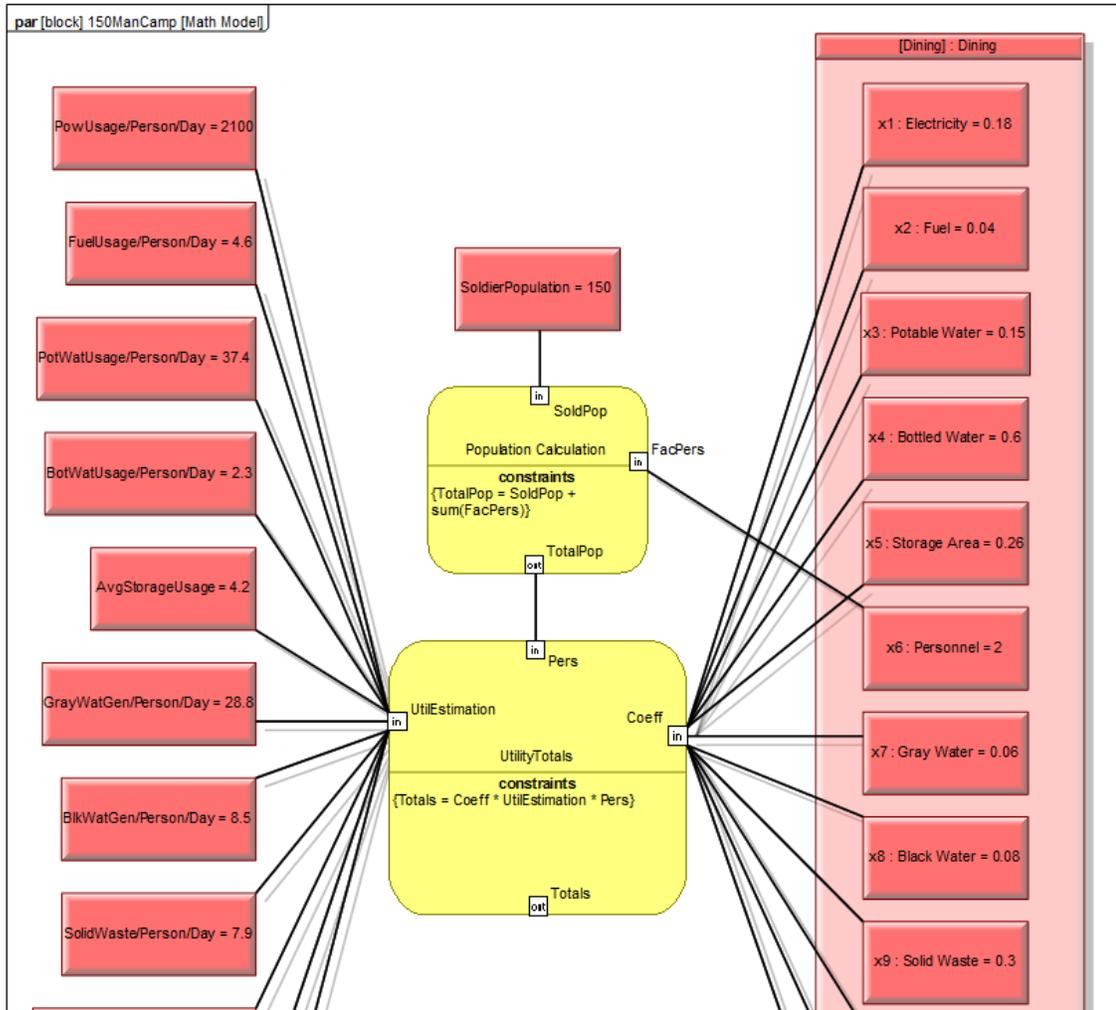 par [block] 150ManCamp [Math Model]
[Dining] : Dining
PowUsage/Person/Day = 2100
x1 : Electricity = 0.18
FuelUsage/Person/Day = 4.6
x2 : Fuel = 0.04
SoldierPopulation = 150
PotWatUsage/Person/Day = 37.4
x3 : Potable Water = 0.15
in
SoldPop
Population Calculation
in
FacPers
constraints
{TotalPop = SoldPop +
sum(FacPers)}
TotalPop
out
BotWatUsage/Person/Day = 2.3
x4 : Bottled Water = 0.6
AvgStorageUsage = 4.2
x5 : Storage Area = 0.26
x6 : Personnel = 2
in
Pers
GrayWatGen/Person/Day = 28.8
in
UtilEstimation
Coeff
in
UtilityTotals
constraints
{Totals = Coeff * UtilEstimation * Pers}
Totals
out
x7 : Gray Water = 0.06
BlkWatGen/Person/Day = 8.5
x8 : Black Water = 0.08
SolidWaste/Person/Day = 7.9
x9 : Solid Waste = 0.3